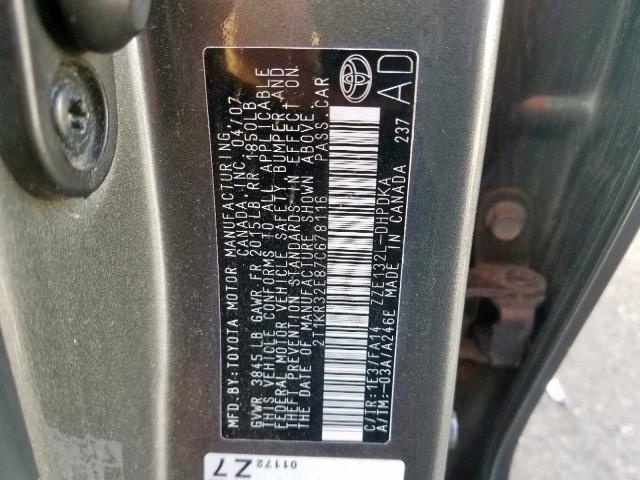 MFD.BY:TOYOTA MOTOR MANUFACTURING
CANADA, INC. 04/07
GVWR 3845LB GAWR FR 2015LB RR 1850LB
THIS VEHICLE CONFORMS TO ALL APPLICABLE
FEDERAL MOTOR VEHICLE SAFETY BUMPER, AND
THEFT PREVENTION STANDARDS IN EFFECT ON
THE DATE OF MANUFACTURE SHOWN ABOVE.
2T1KR32E87C678116 PASS.CAR
C/TR:1E3/FA14 ZZE132L-DHPDKA
A/TM:-03A/A246E MADE IN CANADA 237
AD
01172
Z7